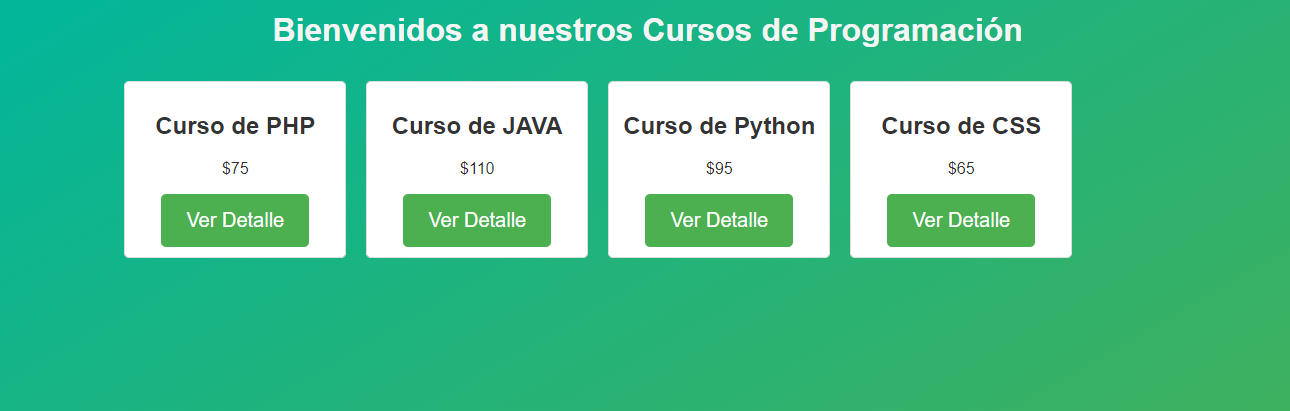 Bienvenidos a nuestros Cursos de Programación
Curso de PHP
$75
Ver Detalle
Curso de JAVA
$110
Ver Detalle
Curso de Python
$95
Ver Detalle
Curso de CSS
$65
Ver Detalle